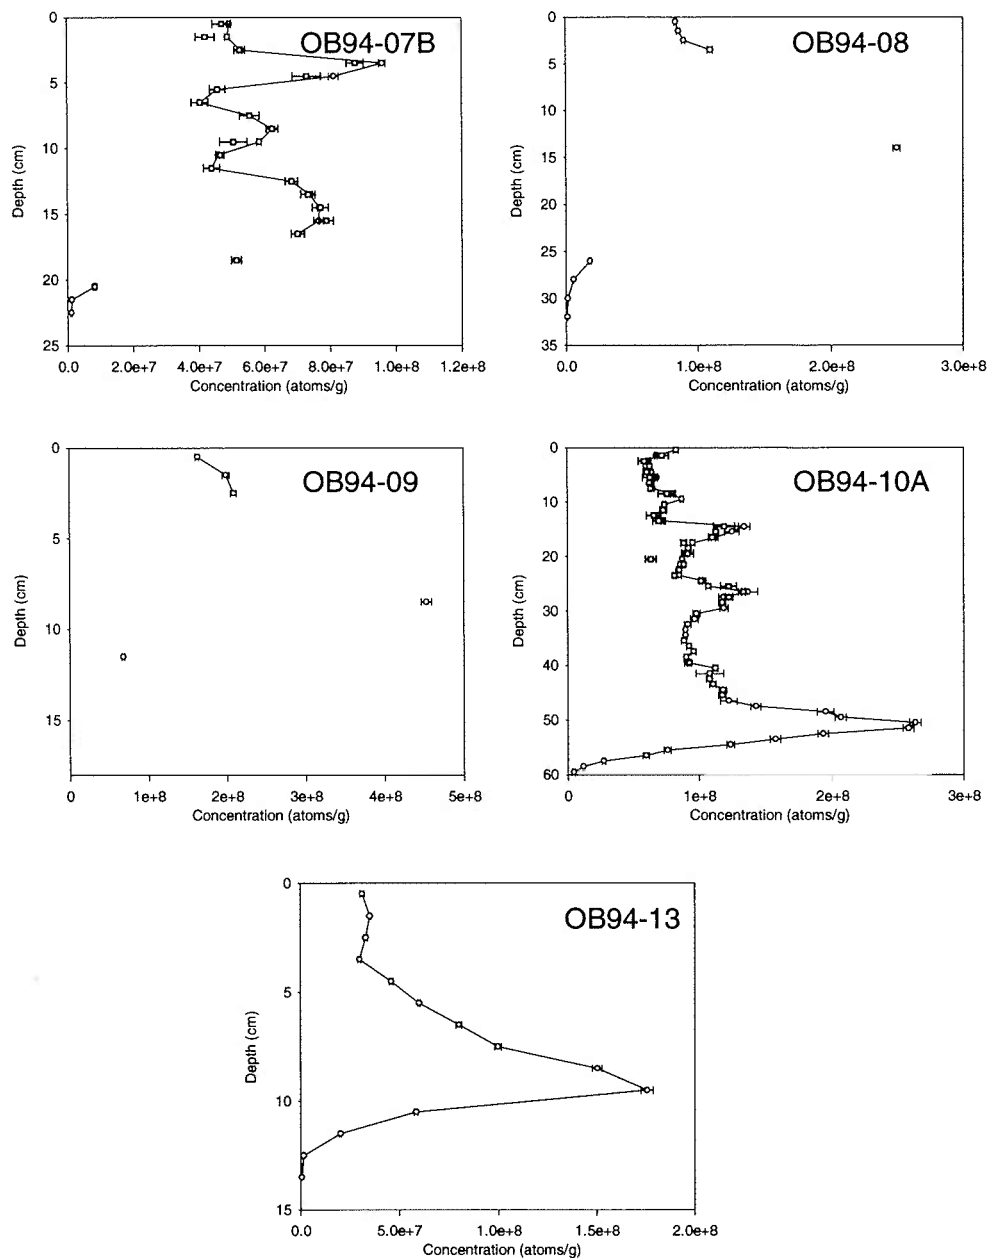 OB94-07B
0
5
10
15
20
25
Depth (cm)
0.0 2.0e+7 4.0e+7 6.0e+7 8.0e+7 1.0e+8 1.2e+8
Concentration (atoms/g)
OB94-08
0
5
10
15
20
25
30
35
Depth (cm)
0.0 1.0e+8 2.0e+8 3.0e+8
Concentration (atoms/g)
OB94-09
0
5
10
15
Depth (cm)
0 1e+8 2e+8 3e+8 4e+8 5e+8
Concentration (atoms/g)
OB94-10A
0
10
20
30
40
50
60
Depth (cm)
0 1e+8 2e+8 3e+8
Concentration (atoms/g)
OB94-13
0
5
10
15
Depth (cm)
0.0 5.0e+7 1.0e+8 1.5e+8 2.0e+8
Concentration (atoms/g)